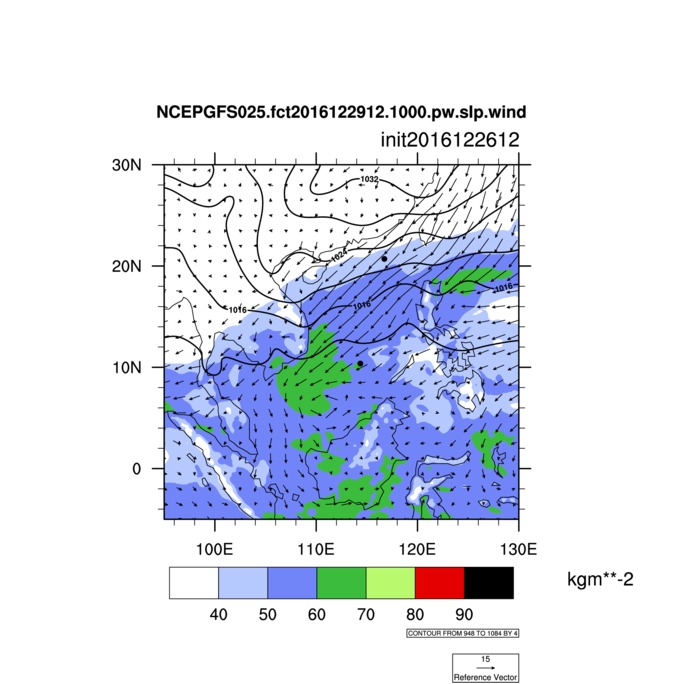 NCEPGFS025.fct2016122912.1000.pw.slp.wind
init2016122612
30N
1032
1024
20N
1016
1016
1016
10N
0
100E 110E 120E 130E
kgm**-2
40 50 60 70 80 90
CONTOUR FROM 948 TO 1084 BY 4
15
Reference Vector